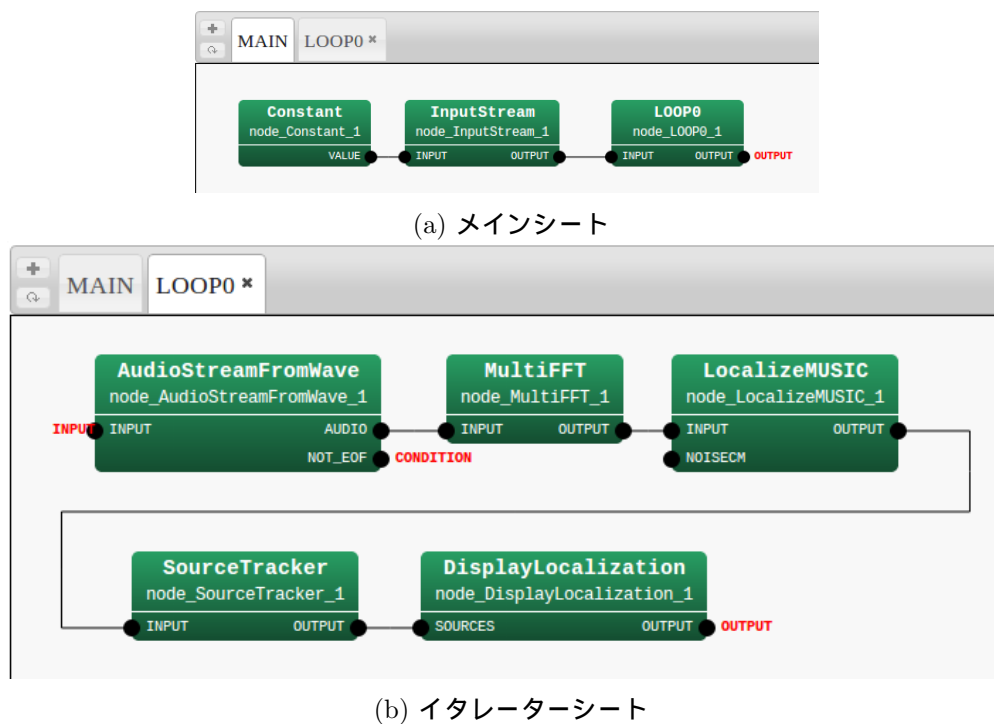 MAIN LOOP0 ✖
Constant InputStream LOOP0
node_Constant_1 node_InputStream_1 node_LOOP0_1
VALUE INPUT OUTPUT INPUT OUTPUT OUTPUT
(a) メインシート
MAIN LOOP0 ✖
AudioStreamFromWave MultiFFT LocalizeMUSIC
node_AudioStreamFromWave_1 node_MultiFFT_1 node_LocalizeMUSIC_1
INPUT INPUT AUDIO INPUT OUTPUT INPUT OUTPUT
NOT_EOF CONDITION NOISECM
SourceTracker DisplayLocalization
node_SourceTracker_1 node_DisplayLocalization_1
INPUT OUTPUT SOURCES OUTPUT OUTPUT
(b) イタレーターシート